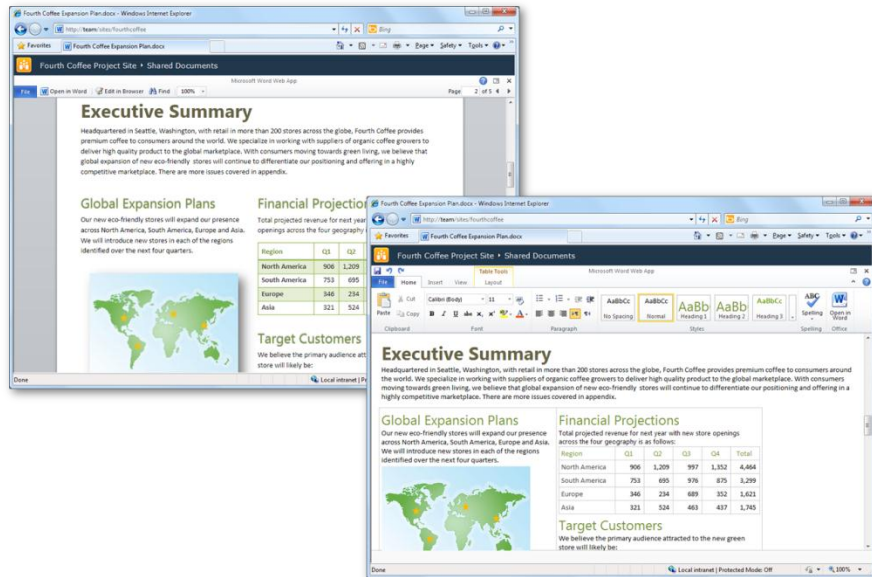 Fourth Coffee Expansion Plan.docx - Windows Internet Explorer
http://team/sites/fourthcoffee
Bing
Favorites
Fourth Coffee Expansion Plan.docx
Page
Safety
Tools
Fourth Coffee Project Site • Shared Documents
Microsoft Word Web App
File
Open in Word
Edit in Browser
Find
100%
Page 2 of 5
Executive Summary
Headquartered in Seattle, Washington, with retail in more than 200 stores across the globe, Fourth Coffee provides
premium coffee to consumers around the world. We specialize in working with suppliers of organic coffee growers to
deliver high quality product to the global marketplace. With consumers moving towards green living, we believe that
global expansion of new eco-friendly stores will continue to differentiate our positioning and offering in a highly
competitive marketplace. There are more issues covered in appendix.
Global Expansion Plans
Our new eco-friendly stores will expand our presence
across North America, South America, Europe and Asia.
We will introduce new stores in each of the regions
identified over the next four quarters.
Financial Projection
Total projected revenue for next year
openings across the four geography
Region Q1 Q2
North America 906 1,209
South America 753 695
Europe 346 234
Asia 321 524
Target Customers
We believe the primary audience att
store will likely be:
Done
Local intranet | Pr
Fourth Coffee Expansion Plan.docx - Windows Internet Explorer
http://team/sites/fourthcoffee
Bing
Favorites
Fourth Coffee Expansion Plan.docx
Page
Safety
Tools
Fourth Coffee Project Site • Shared Documents
Table Tools
Microsoft Word Web App
File
Home
Insert
View
Layout
Paste
Cut
Copy
Calibri (Body)
11
B I U abc x, x'
AaBbCc
No Spacing
AaBbCc
Normal
AaBb
Heading 1
AaBb
Heading 2
AaBbCc
Heading 3
ABC
Spelling
Open in
Word
Clipboard
Font
Paragraph
Styles
Spelling
Office
Executive Summary
Headquartered in Seattle, Washington, with retail in more than 200 stores across the globe, Fourth Coffee provides premium coffee to consumers around
the world. We specialize in working with suppliers of organic coffee growers to deliver high quality product to the global marketplace. With consumers
moving towards green living, we believe that global expansion of new eco-friendly stores will continue to differentiate our positioning and offering in a
highly competitive marketplace. There are more issues covered in appendix.
Global Expansion Plans
Our new eco-friendly stores will expand our presence
across North America, South America, Europe and Asia.
We will introduce new stores in each of the regions
identified over the next four quarters.
Financial Projections
Total projected revenue for next year with new store openings
across the four geography is as follows:
Region Q1 Q2 Q3 Q4 Total
North America 906 1,209 997 1,352 4,464
South America 753 695 976 875 3,299
Europe 346 234 689 352 1,621
Asia 321 524 463 437 1,745
Target Customers
We believe the primary audience attracted to the new green
store will likely be:
Done
Local intranet | Protected Mode: Off
100%